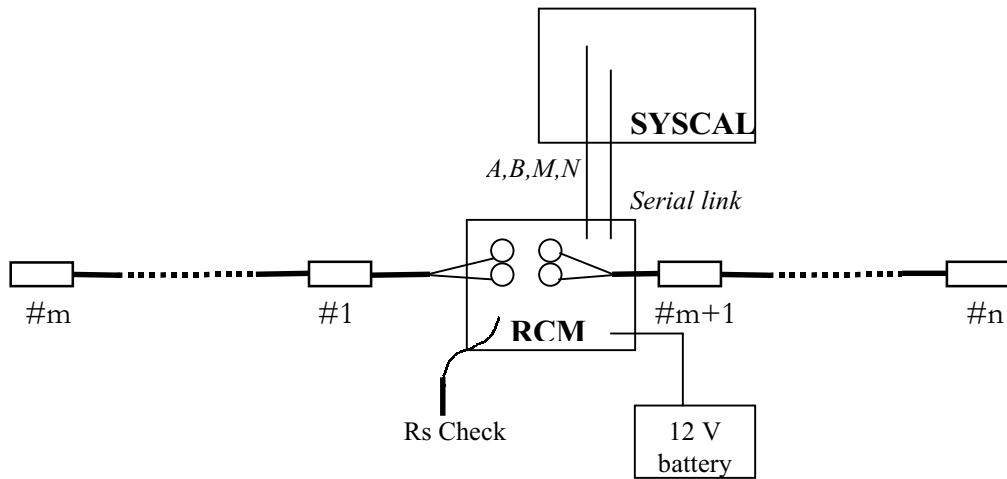 SYSCAL
A,B,M,N
Serial link
#m
#1
RCM
#m+1
#n
Rs Check
12 V
battery